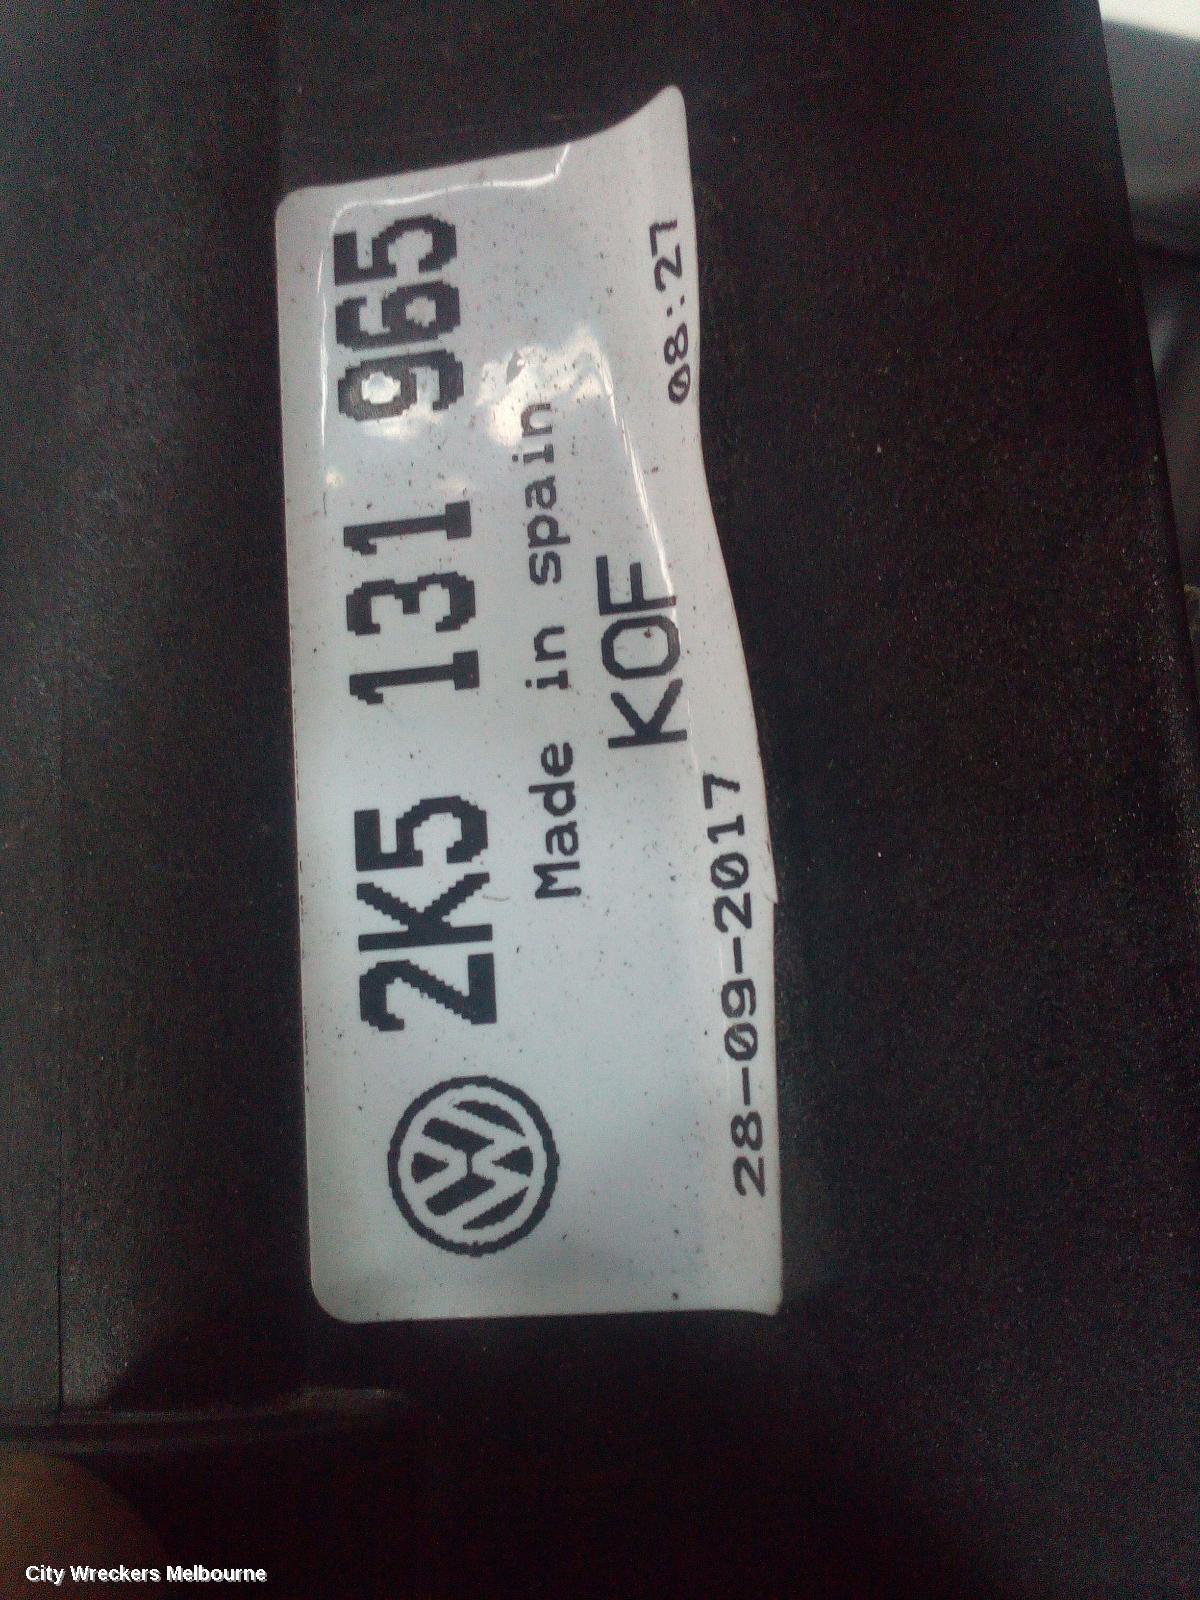 2K5 131 965
Made in spain
KOF
28-09-2017 08:27
City Wreckers Melbourne